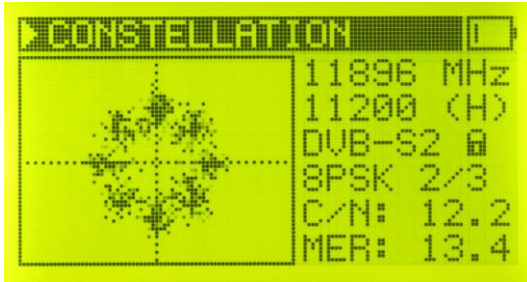 CONSTELLATION
11896 MHz
11200 (H)
DVB-S2
8PSK 2/3
C/N: 12.2
MER: 13.4